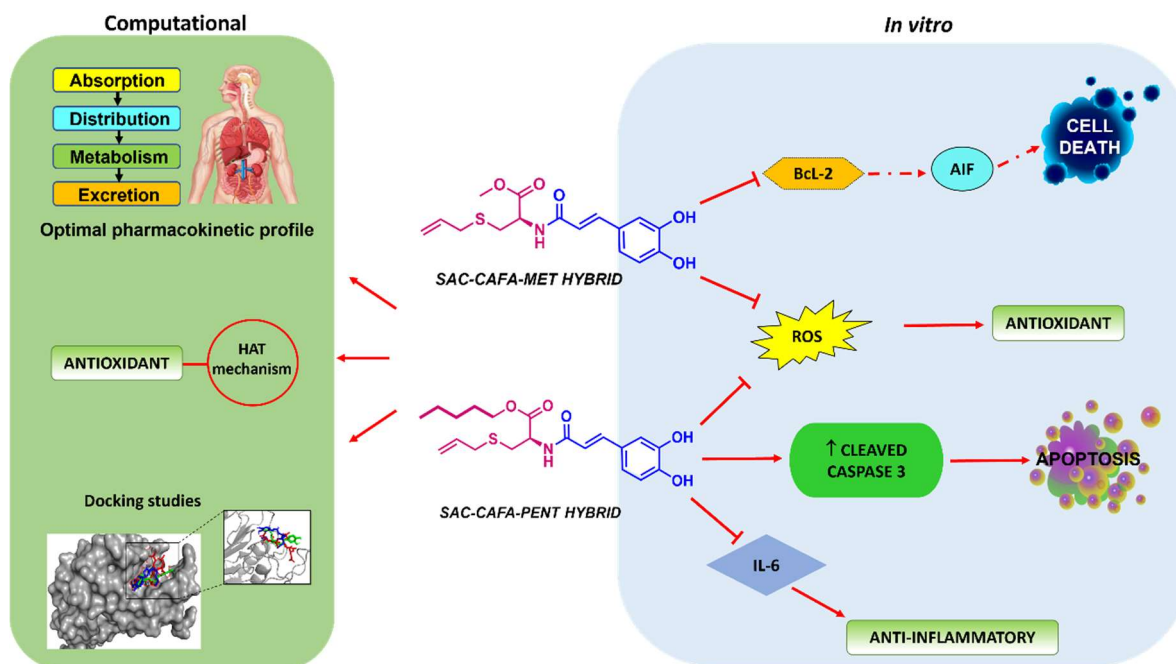 Computational
Absorption
Distribution
Metabolism
Excretion
Optimal pharmacokinetic profile
ANTIOXIDANT
HAT
mechanism
Docking studies
O
O
O
S
N
H
OH
OH
SAC-CAFA-MET HYBRID
O
O
O
S
N
H
OH
OH
SAC-CAFA-PENT HYBRID
In vitro
BcL-2
AIF
CELL
DEATH
ROS
ANTIOXIDANT
↑ CLEAVED
CASPASE 3
APOPTOSIS
IL-6
ANTI-INFLAMMATORY